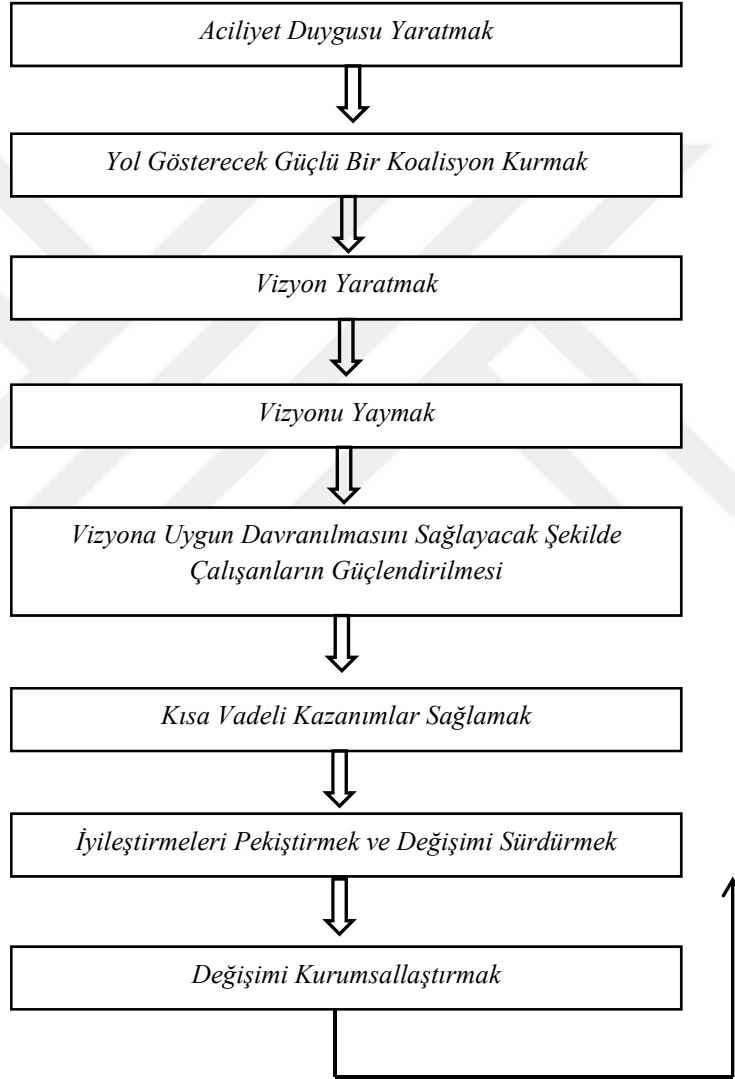 Aciliyet Duygusu Yaratmak
Yol Gösterecek Güçlü Bir Koalisyon Kurmak
Vizyon Yaratmak
Vizyonu Yaymak
Vizyona Uygun Davranılmasını Sağlayacak Şekilde
Çalışanların Güçlendirilmesi
Kısa Vadeli Kazanımlar Sağlamak
İyileştirmeleri Pekiştirmek ve Değişimi Sürdürmek
Değişimi Kurumsallaştırmak